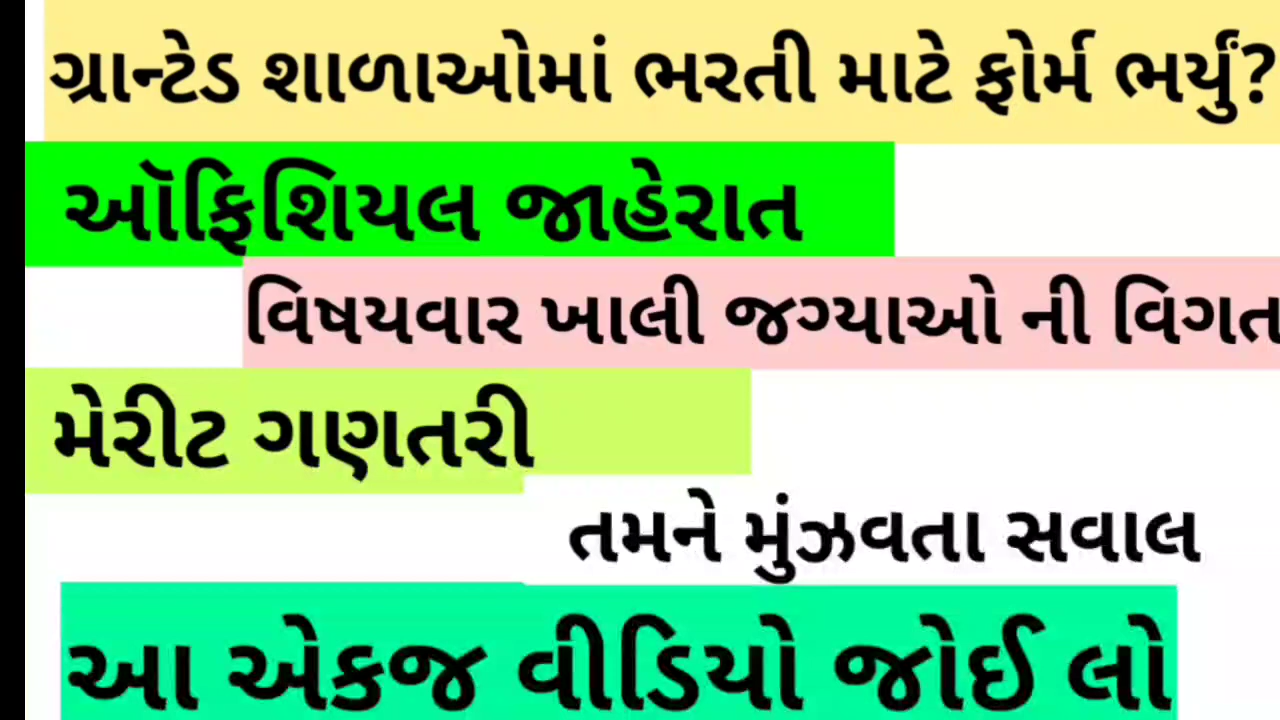 ગ્રાન્ટેડ શાળાઓમાં ભરતી માટે ફોર્મ ભર્યું?
ઑફિશિયલ જાહેરાત
વિષયવાર ખાલી જગ્યાઓ ની વિગત
મેરીટ ગણતરી
તમને મુંઝવતા સવાલ
આ એકજ વીડિયો જોઈ લો